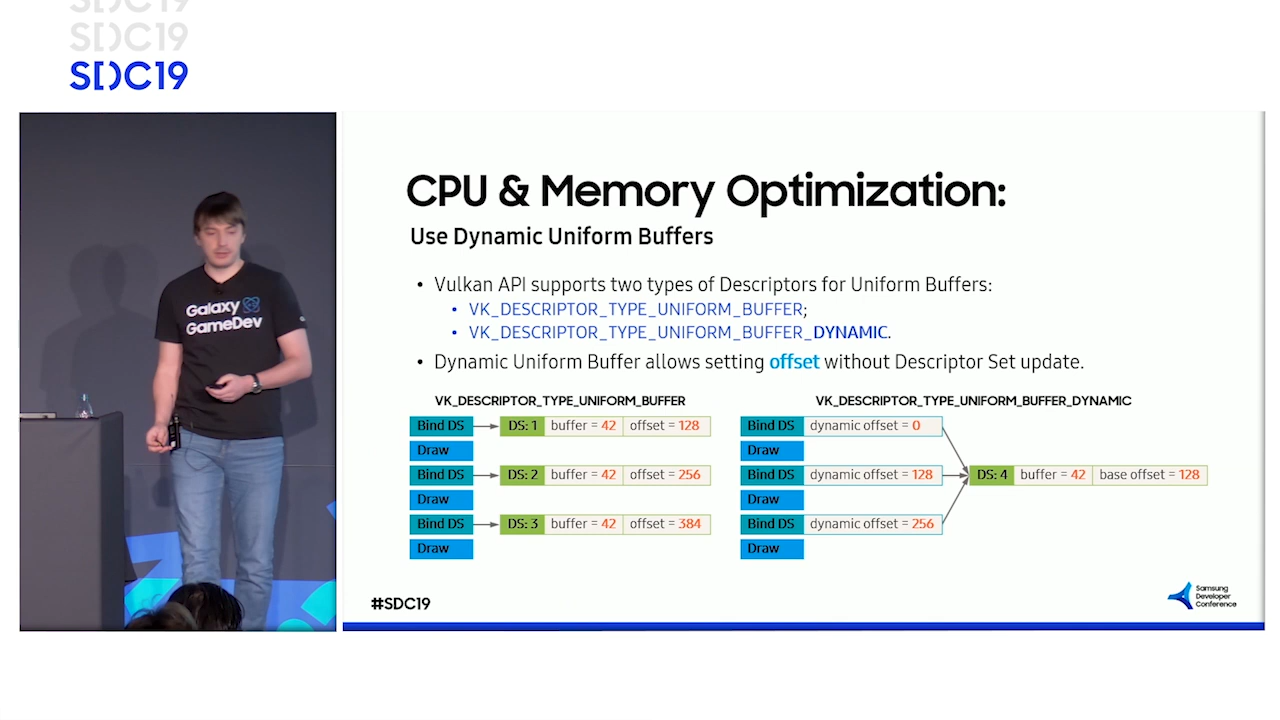 SDC19
SDC19
SDC19
Galaxy
GameDev
CPU & Memory Optimization:
Use Dynamic Uniform Buffers
• Vulkan API supports two types of Descriptors for Uniform Buffers:
• VK_DESCRIPTOR_TYPE_UNIFORM_BUFFER;
• VK_DESCRIPTOR_TYPE_UNIFORM_BUFFER_DYNAMIC.
• Dynamic Uniform Buffer allows setting offset without Descriptor Set update.
VK_DESCRIPTOR_TYPE_UNIFORM_BUFFER
Bind DS DS: 1 buffer = 42 offset = 128
Draw
Bind DS DS: 2 buffer = 42 offset = 256
Draw
Bind DS DS: 3 buffer = 42 offset = 384
Draw
VK_DESCRIPTOR_TYPE_UNIFORM_BUFFER_DYNAMIC
Bind DS dynamic offset = 0
Draw
Bind DS dynamic offset = 128 DS: 4 buffer = 42 base offset = 128
Draw
Bind DS dynamic offset = 256
Draw
#SDC19
Samsung
Developer
Conference